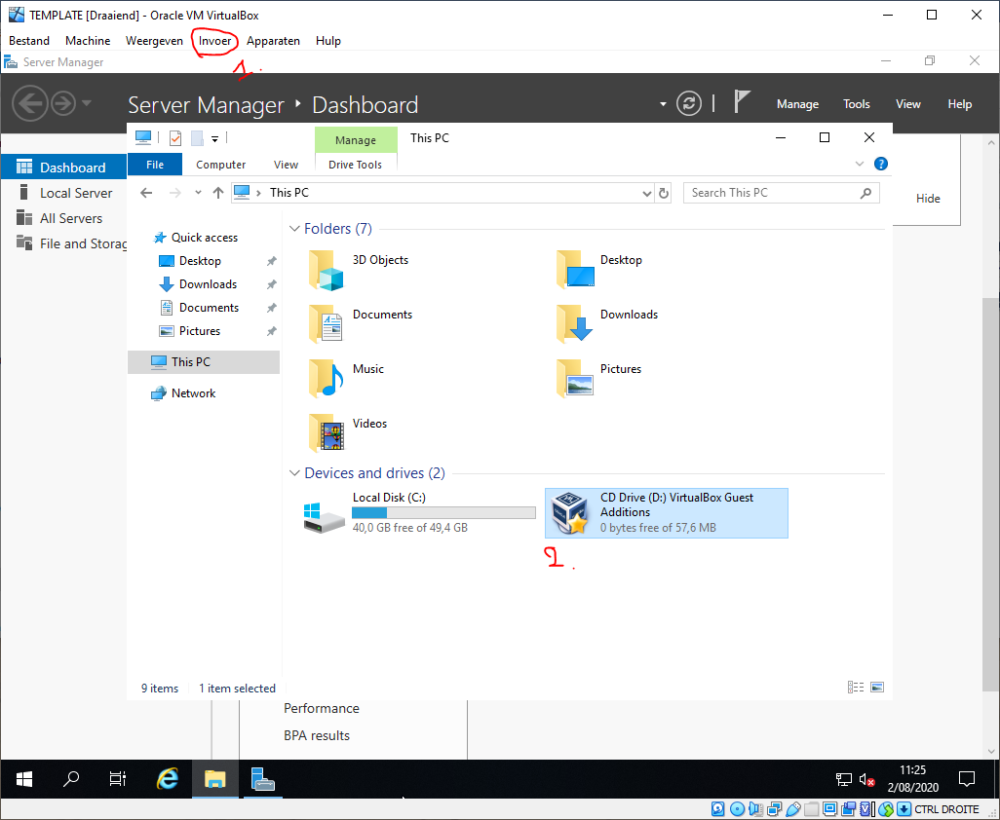 TEMPLATE [Draaiend] - Oracle VM VirtualBox
Bestand Machine Weergeven Invoer Apparaten Hulp
1.
Server Manager
Server Manager Dashboard Manage Tools View Help
Manage This PC
File Computer View Drive Tools
This PC Search This PC
Hide
Dashboard
Local Server
All Servers
File and Storag
Quick access
Desktop
Downloads
Documents
Pictures
This PC
Network
Folders (7)
3D Objects Desktop
Documents Downloads
Music Pictures
Videos
Devices and drives (2)
Local Disk (C:)
40,0 GB free of 49,4 GB
CD Drive (D:) VirtualBox Guest
Additions
0 bytes free of 57,6 MB
2.
9 items 1 item selected
Performance
BPA results
11:25
2/08/2020
CTRL DROITE